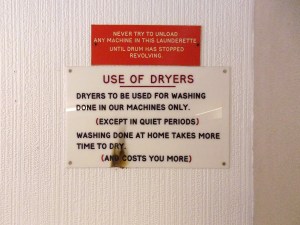 NEVER TRY TO UNLOAD
ANY MACHINE IN THIS LAUNDERETTE
UNTIL DRUM HAS STOPPED
REVOLVING.
USE OF DRYERS
DRYERS TO BE USED FOR WASHING
DONE IN OUR MACHINES ONLY.
(EXCEPT IN QUIET PERIODS)
WASHING DONE AT HOME TAKES MORE
TIME TO DRY.
(AND COSTS YOU MORE)